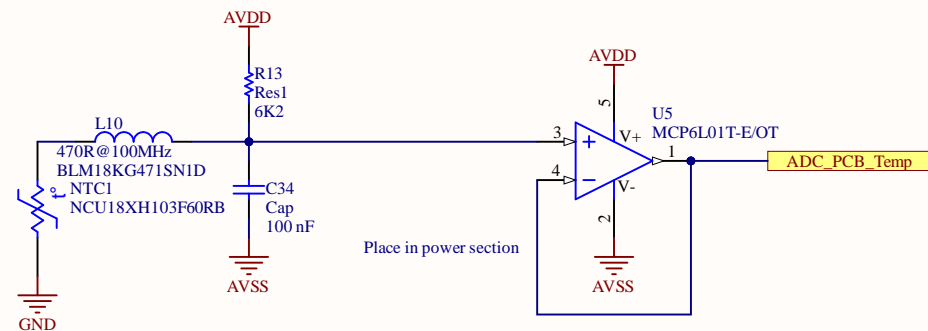 AVDD
R13
Res1
6K2
L10
470R@100MHz
BLM18KG471SN1D
NTC1
NCU18XH103F60RB
t°
C34
Cap
100 nF
AVSS
GND
Place in power section
AVDD
5
U5
MCP6L01T-E/OT
3
+
V+
1
ADC_PCB_Temp
4
−
V-
2
AVSS